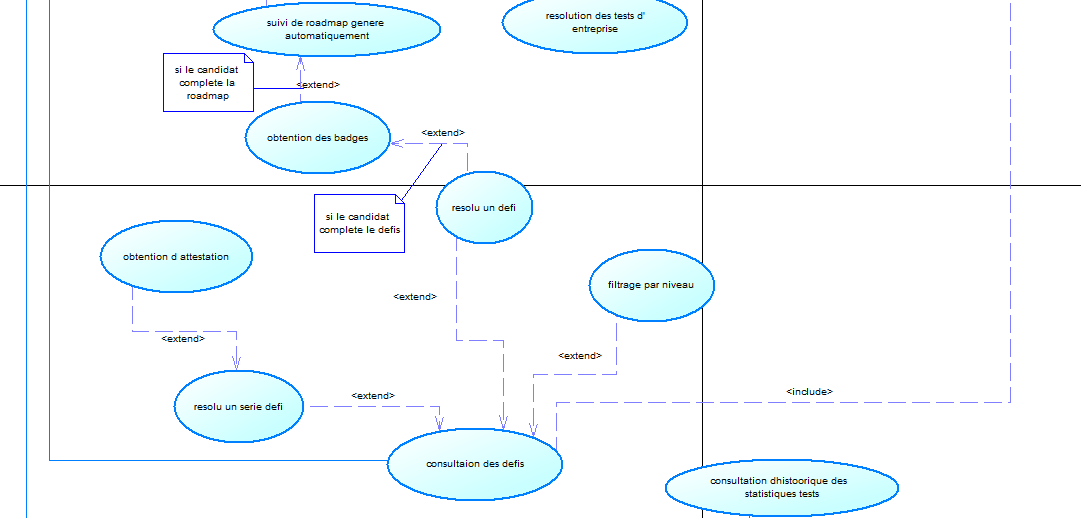 suivi de roadmap genere
automatiquement
resolution des tests d'
entreprise
si le candidat
complete la
roadmap
<extend>
obtention des badges
<extend>
si le candidat
complete le defis
resolu un defi
obtention d attestation
filtrage par niveau
<extend>
<extend>
<extend>
resolu un serie defi
<extend>
<include>
consultaion des defis
consultation dhistoorique des
statistiques tests